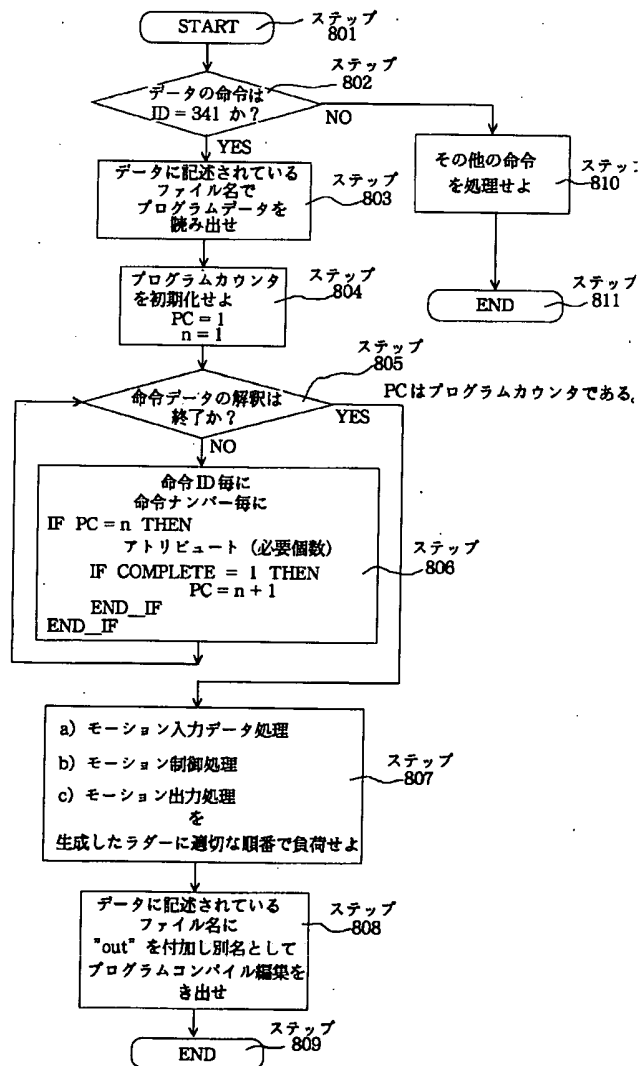 START
ステップ
801
ステップ
802
データの命令は
ID = 341 か?
NO
YES
データに記述されている
ファイル名で
プログラムデータを
読み出せ
ステップ
803
その他の命令
を処理せよ
ステップ
810
プログラムカウンタ
を初期化せよ
PC = 1
n = 1
ステップ
804
END
ステップ
811
ステップ
805
命令データの解釈は
終了か?
YES
NO
PCはプログラムカウンタである。
命令ID毎に
命令ナンバー毎に
IF PC = n THEN
アトリビュート (必要個数)
IF COMPLETE = 1 THEN
PC = n + 1
END__IF
END__IF
ステップ
806
a) モーション入力データ処理
b) モーション制御処理
c) モーション出力処理
を
生成したラダーに適切な順番で負荷せよ
ステップ
807
データに記述されている
ファイル名に
"out" を付加し別名として
プログラムコンパイル編集を
き出せ
ステップ
808
END
ステップ
809